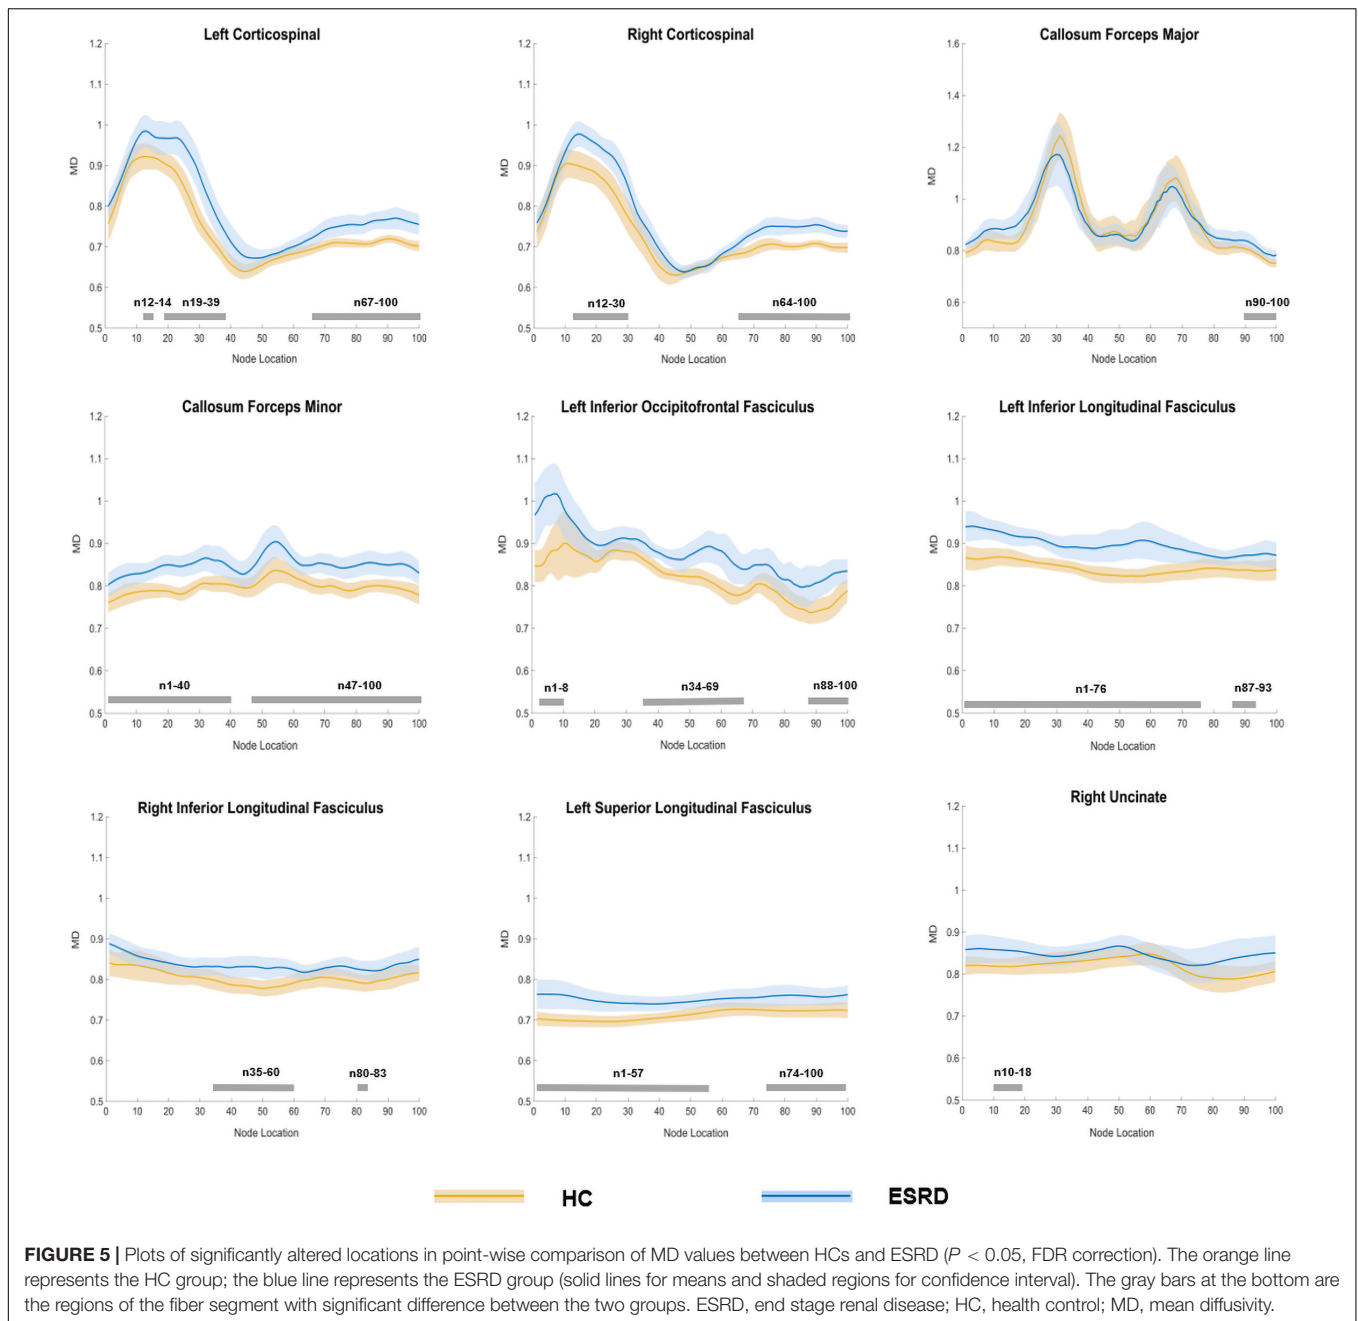 Left Corticospinal
1.2
1.1
1
0.9
0.8
0.7
0.6
0.5
MD
n12-14 n19-39 n67-100
0 10 20 30 40 50 60 70 80 90 100
Node Location
Right Corticospinal
1.2
1.1
1
0.9
0.8
0.7
0.6
0.5
MD
n12-30 n64-100
0 10 20 30 40 50 60 70 80 90 100
Node Location
Callosum Forceps Major
1.6
1.4
1.2
1
0.8
0.6
MD
n90-100
0 10 20 30 40 50 60 70 80 90 100
Node Location
Callosum Forceps Minor
1.2
1.1
1
0.9
0.8
0.7
0.6
0.5
MD
n1-40 n47-100
0 10 20 30 40 50 60 70 80 90 100
Node Location
Left Inferior Occipitofrontal Fasciculus
1.2
1.1
1
0.9
0.8
0.7
0.6
0.5
MD
n1-8 n34-69 n88-100
0 10 20 30 40 50 60 70 80 90 100
Node Location
Left Inferior Longitudinal Fasciculus
1.2
1.1
1
0.9
0.8
0.7
0.6
0.5
MD
n1-76 n87-93
0 10 20 30 40 50 60 70 80 90 100
Node Location
Right Inferior Longitudinal Fasciculus
1.2
1.1
1
0.9
0.8
0.7
0.6
0.5
MD
n35-60 n80-83
0 10 20 30 40 50 60 70 80 90 100
Node Location
Left Superior Longitudinal Fasciculus
1.2
1.1
1
0.9
0.8
0.7
0.6
0.5
MD
n1-57 n74-100
0 10 20 30 40 50 60 70 80 90 100
Node Location
Right Uncinate
1.2
1.1
1
0.9
0.8
0.7
0.6
0.5
MD
n10-18
0 10 20 30 40 50 60 70 80 90 100
Node Location
HC ESRD
FIGURE 5 | Plots of significantly altered locations in point-wise comparison of MD values between HCs and ESRD (P < 0.05, FDR correction). The orange line
represents the HC group; the blue line represents the ESRD group (solid lines for means and shaded regions for confidence interval). The gray bars at the bottom are
the regions of the fiber segment with significant difference between the two groups. ESRD, end stage renal disease; HC, health control; MD, mean diffusivity.